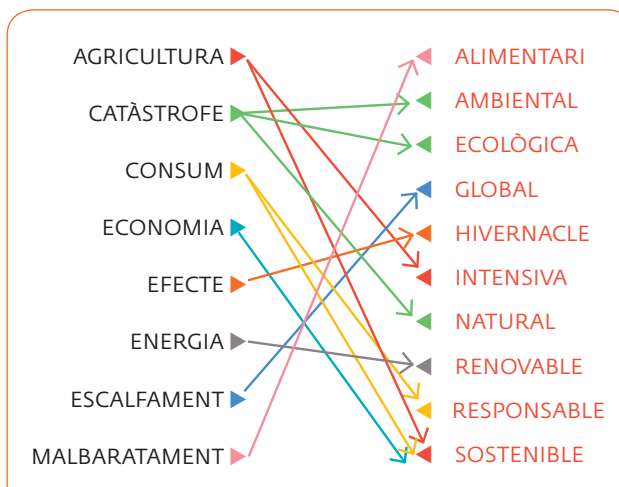 AGRICULTURA
CATÀSTROFE
CONSUM
ECONOMIA
EFECTE
ENERGIA
ESCALFAMENT
MALBARATAMENT
ALIMENTARI
AMBIENTAL
ECOLÒGICA
GLOBAL
HIVERNACLE
INTENSIVA
NATURAL
RENOVABLE
RESPONSABLE
SOSTENIBLE